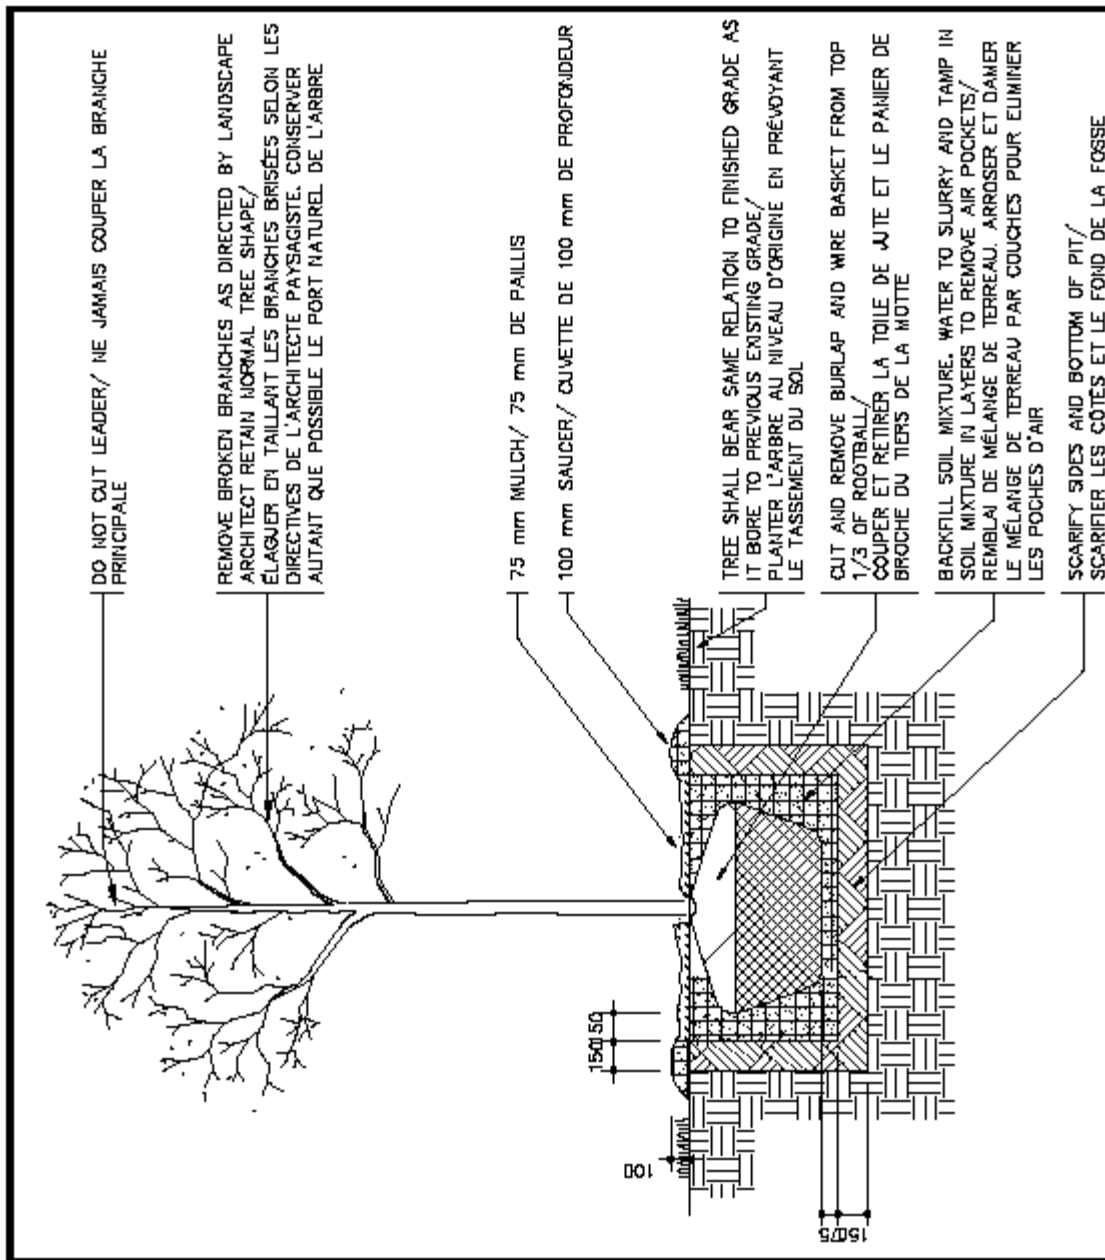 DO NOT CUT LEADER/ NE JAMAIS COUPER LA BRANCHE
PRINCIPALE
REMOVE BROKEN BRANCHES AS DIRECTED BY LANDSCAPE
ARCHITECT RETAIN NORMAL TREE SHAPE/
ÉLAGUER EN TAILLANT LES BRANCHES BRISÉES SELON LES
DIRECTIVES DE L'ARCHITECTE PAYSAGISTE. CONSERVER
AUTANT QUE POSSIBLE LE PORT NATUREL DE L'ARBRE
75 mm MULCH/ 75 mm DE PAILLIS
100 mm SAUCER/ CUVETTE DE 100 mm DE PROFONDEUR
TREE SHALL BEAR SAME RELATION TO FINISHED GRADE AS
IT BORE TO PREVIOUS EXISTING GRADE/
PLANTER L'ARBRE AU NIVEAU D'ORIGINE EN PRÉVOYANT
LE TASSEMENT DU SOL
CUT AND REMOVE BURLAP AND WIRE BASKET FROM TOP
1/3 OF ROOTBALL/
COUPER ET RETIRER LA TOILE DE JUTE ET LE PANIER DE
BROCHE DU TIERS DE LA MOTTE
BACKFILL SOIL MIXTURE. WATER TO SLURRY AND TAMP IN
SOIL MIXTURE IN LAYERS TO REMOVE AIR POCKETS/
REMBLAI DE MÉLANGE DE TERREAU. ARROSER ET DAMER
LE MÉLANGE DE TERREAU PAR COUCHES POUR ELIMINER
LES POCHES D'AIR
SCARIFY SIDES AND BOTTOM OF PIT/
SCARIFIER LES CÔTÉS ET LE FOND DE LA FOSSE
150
150
100
75
150